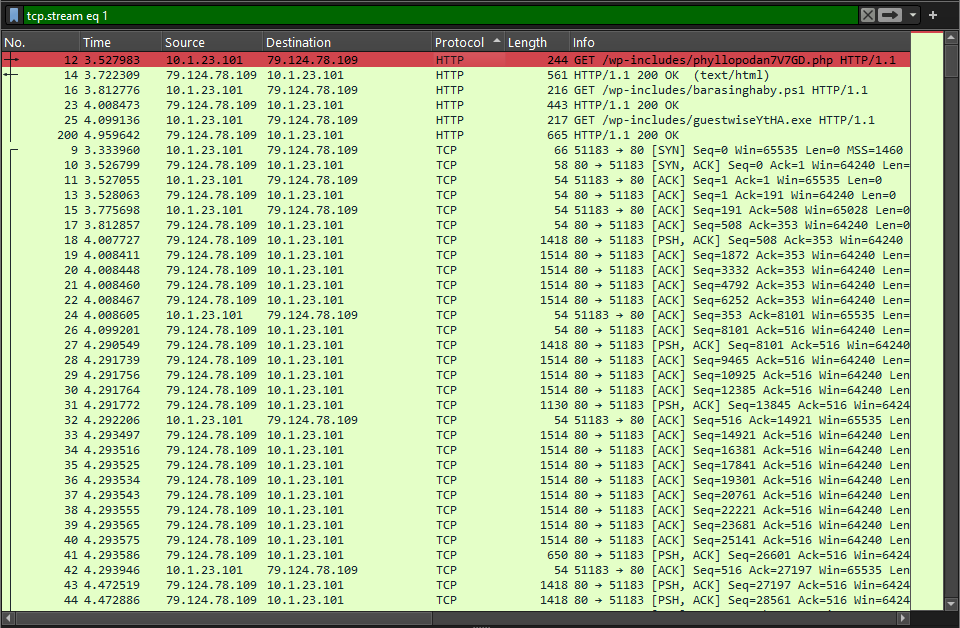 tcp.stream eq 1
No. Time Source Destination Protocol Length Info
12 3.527983 10.1.23.101 79.124.78.109 HTTP 244 GET /wp-includes/phyllopodan7V7GD.php HTTP/1.1
14 3.722309 79.124.78.109 10.1.23.101 HTTP 561 HTTP/1.1 200 OK (text/html)
16 3.812776 10.1.23.101 79.124.78.109 HTTP 216 GET /wp-includes/barasinghaby.ps1 HTTP/1.1
23 4.008473 79.124.78.109 10.1.23.101 HTTP 443 HTTP/1.1 200 OK
25 4.099136 10.1.23.101 79.124.78.109 HTTP 217 GET /wp-includes/guestwiseYtHA.exe HTTP/1.1
200 4.959642 79.124.78.109 10.1.23.101 HTTP 665 HTTP/1.1 200 OK
9 3.333960 10.1.23.101 79.124.78.109 TCP 66 51183 → 80 [SYN] Seq=0 Win=65535 Len=0 MSS=1460
10 3.526799 79.124.78.109 10.1.23.101 TCP 58 80 → 51183 [SYN, ACK] Seq=0 Ack=1 Win=64240 Len=
11 3.527055 10.1.23.101 79.124.78.109 TCP 54 51183 → 80 [ACK] Seq=1 Ack=1 Win=65535 Len=0
13 3.528063 79.124.78.109 10.1.23.101 TCP 54 80 → 51183 [ACK] Seq=1 Ack=191 Win=64240 Len=0
15 3.775698 10.1.23.101 79.124.78.109 TCP 54 51183 → 80 [ACK] Seq=191 Ack=508 Win=65028 Len=0
17 3.812857 79.124.78.109 10.1.23.101 TCP 54 80 → 51183 [ACK] Seq=508 Ack=353 Win=64240 Len=0
18 4.007727 79.124.78.109 10.1.23.101 TCP 1418 80 → 51183 [PSH, ACK] Seq=508 Ack=353 Win=64240
19 4.008411 79.124.78.109 10.1.23.101 TCP 1514 80 → 51183 [ACK] Seq=1872 Ack=353 Win=64240 Len=
20 4.008448 79.124.78.109 10.1.23.101 TCP 1514 80 → 51183 [ACK] Seq=3332 Ack=353 Win=64240 Len=
21 4.008460 79.124.78.109 10.1.23.101 TCP 1514 80 → 51183 [ACK] Seq=4792 Ack=353 Win=64240 Len=
22 4.008467 79.124.78.109 10.1.23.101 TCP 1514 80 → 51183 [ACK] Seq=6252 Ack=353 Win=64240 Len=
24 4.008605 10.1.23.101 79.124.78.109 TCP 54 51183 → 80 [ACK] Seq=353 Ack=8101 Win=65535 Len=
26 4.099201 79.124.78.109 10.1.23.101 TCP 54 80 → 51183 [ACK] Seq=8101 Ack=516 Win=64240 Len=
27 4.290549 79.124.78.109 10.1.23.101 TCP 1418 80 → 51183 [PSH, ACK] Seq=8101 Ack=516 Win=64240
28 4.291739 79.124.78.109 10.1.23.101 TCP 1514 80 → 51183 [ACK] Seq=9465 Ack=516 Win=64240 Len=
29 4.291756 79.124.78.109 10.1.23.101 TCP 1514 80 → 51183 [ACK] Seq=10925 Ack=516 Win=64240 Len
30 4.291764 79.124.78.109 10.1.23.101 TCP 1514 80 → 51183 [ACK] Seq=12385 Ack=516 Win=64240 Len
31 4.291772 79.124.78.109 10.1.23.101 TCP 1130 80 → 51183 [PSH, ACK] Seq=13845 Ack=516 Win=6424
32 4.292206 10.1.23.101 79.124.78.109 TCP 54 51183 → 80 [ACK] Seq=516 Ack=14921 Win=65535 Len
33 4.293497 79.124.78.109 10.1.23.101 TCP 1514 80 → 51183 [ACK] Seq=14921 Ack=516 Win=64240 Len
34 4.293516 79.124.78.109 10.1.23.101 TCP 1514 80 → 51183 [ACK] Seq=16381 Ack=516 Win=64240 Len
35 4.293525 79.124.78.109 10.1.23.101 TCP 1514 80 → 51183 [ACK] Seq=17841 Ack=516 Win=64240 Len
36 4.293534 79.124.78.109 10.1.23.101 TCP 1514 80 → 51183 [ACK] Seq=19301 Ack=516 Win=64240 Len
37 4.293543 79.124.78.109 10.1.23.101 TCP 1514 80 → 51183 [ACK] Seq=20761 Ack=516 Win=64240 Len
38 4.293555 79.124.78.109 10.1.23.101 TCP 1514 80 → 51183 [ACK] Seq=22221 Ack=516 Win=64240 Len
39 4.293565 79.124.78.109 10.1.23.101 TCP 1514 80 → 51183 [ACK] Seq=23681 Ack=516 Win=64240 Len
40 4.293575 79.124.78.109 10.1.23.101 TCP 1514 80 → 51183 [ACK] Seq=25141 Ack=516 Win=64240 Len
41 4.293586 79.124.78.109 10.1.23.101 TCP 650 80 → 51183 [PSH, ACK] Seq=26601 Ack=516 Win=6424
42 4.293946 10.1.23.101 79.124.78.109 TCP 54 51183 → 80 [ACK] Seq=516 Ack=27197 Win=65535 Len
43 4.472519 79.124.78.109 10.1.23.101 TCP 1418 80 → 51183 [PSH, ACK] Seq=27197 Ack=516 Win=6424
44 4.472886 79.124.78.109 10.1.23.101 TCP 1418 80 → 51183 [PSH, ACK] Seq=28561 Ack=516 Win=6424